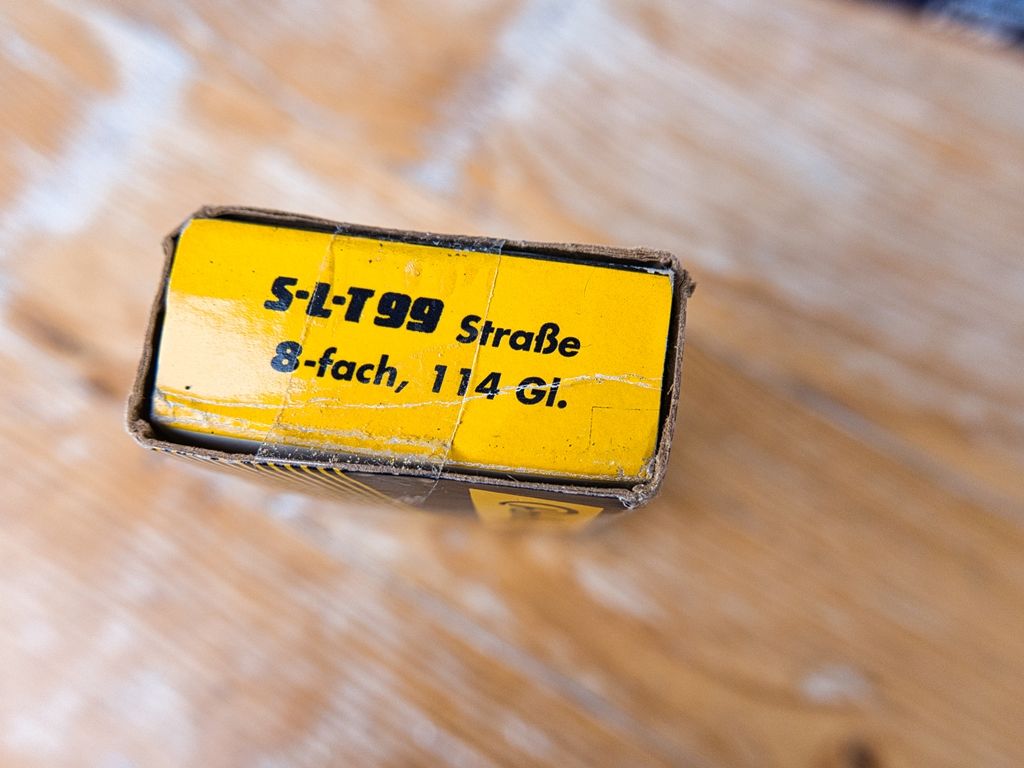 S-L-T 99 Straße
8-fach, 114 Gl.